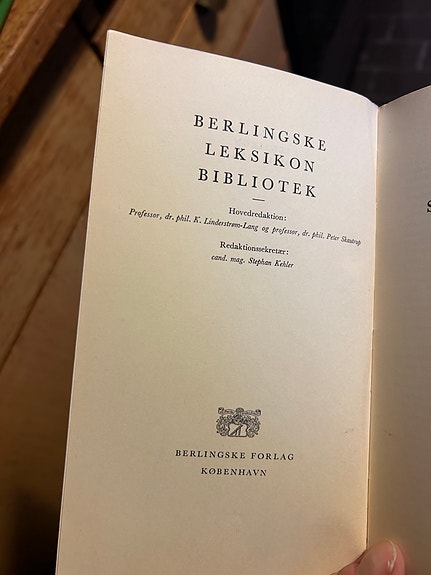 BERLINGSKE
LEKSIKON
BIBLIOTEK
Hovedredaktion:
Professor, dr. phil. K. Linderstrøm-Lang og professor, dr. phil. Peter Skautrup
Redaktionssekretær:
cand. mag. Stephan Kehler
BERLINGSKE FORLAG
KØBENHAVN
S